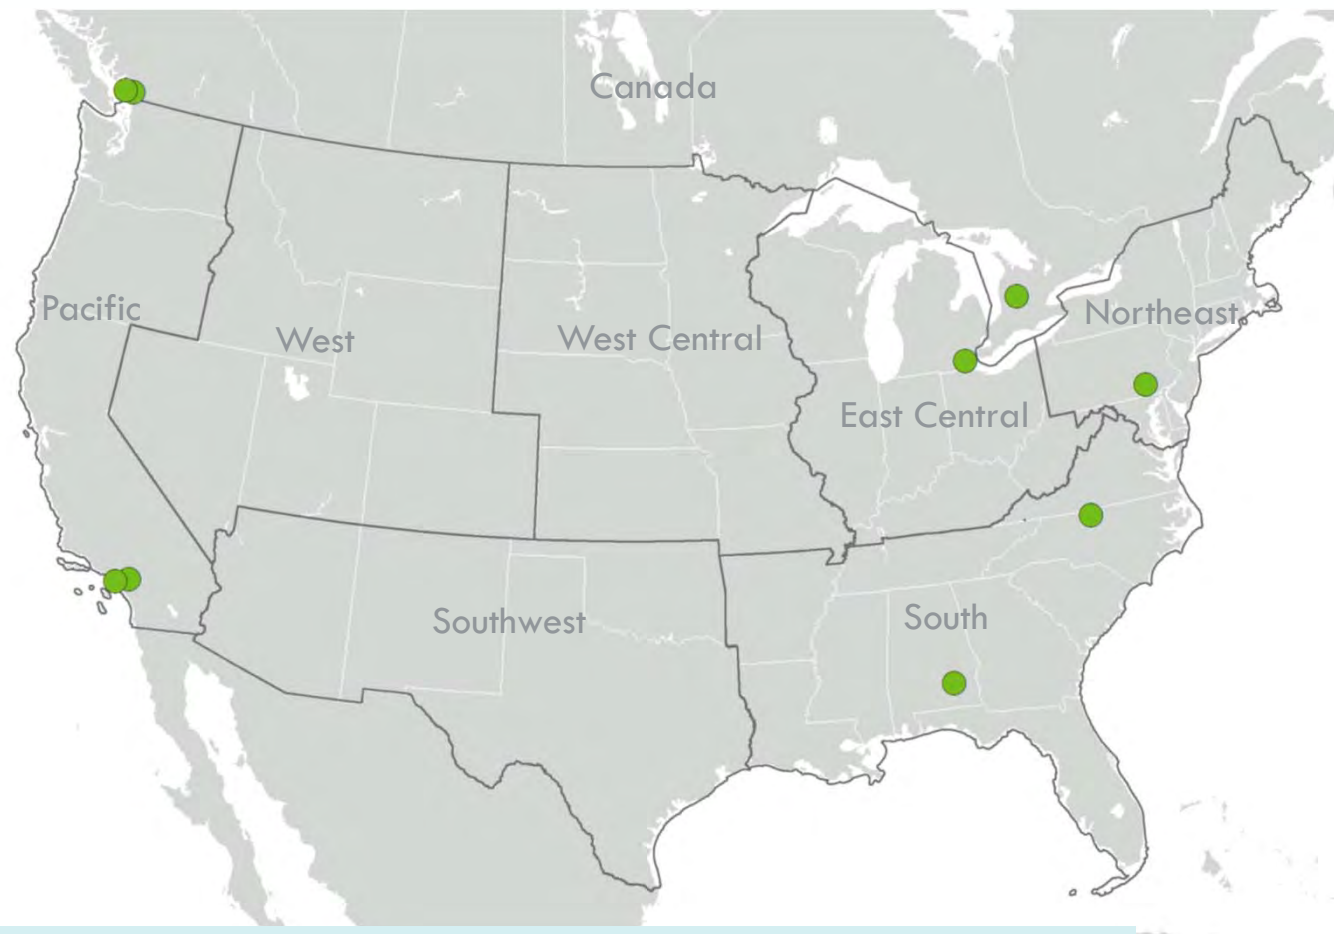 Canada
Pacific
West
West Central
Northeast
East Central
Southwest
South